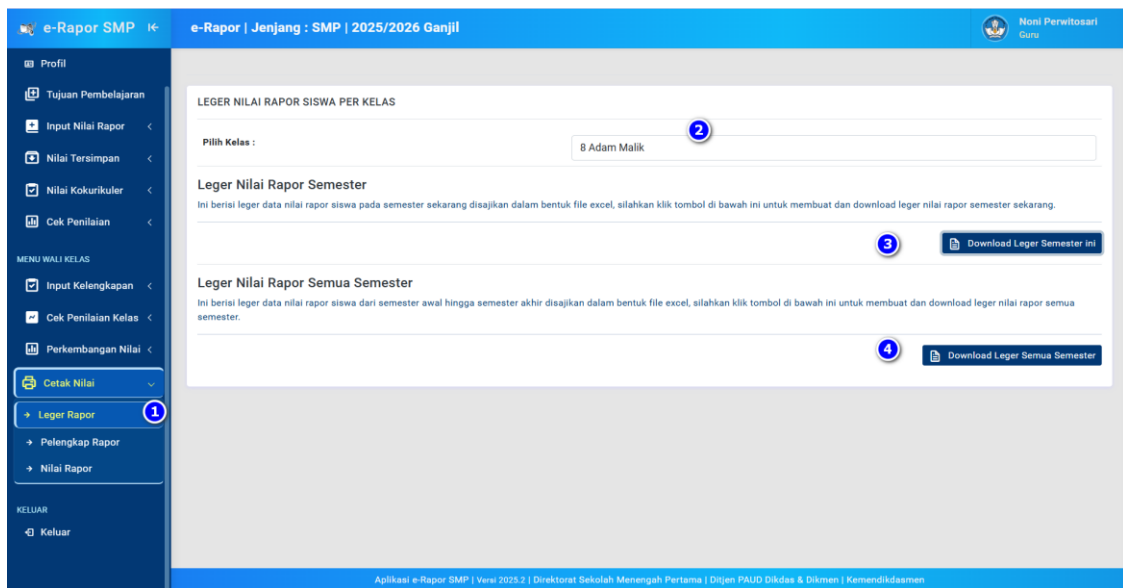 e-Rapor SMP
e-Rapor | Jenjang : SMP | 2025/2026 Ganjil
Noni Perwitosari
Guru
Profil
Tujuan Pembelajaran
Input Nilai Rapor
Nilai Tersimpan
Nilai Kokurikuler
Cek Penilaian
MENU WALI KELAS
Input Kelengkapan
Cek Penilaian Kelas
Perkembangan Nilai
Cetak Nilai
Leger Rapor
1
Pelengkap Rapor
Nilai Rapor
KELUAR
Keluar
LEGER NILAI RAPOR SISWA PER KELAS
2
Pilih Kelas :
8 Adam Malik
Leger Nilai Rapor Semester
Ini berisi leger data nilai rapor siswa pada semester sekarang disajikan dalam bentuk file excel, silahkan klik tombol di bawah ini untuk membuat dan download leger nilai rapor semester sekarang.
3
Download Leger Semester ini
Leger Nilai Rapor Semua Semester
Ini berisi leger data nilai rapor siswa dari semester awal hingga semester akhir disajikan dalam bentuk file excel, silahkan klik tombol di bawah ini untuk membuat dan download leger nilai rapor semua
semester.
4
Download Leger Semua Semester
Aplikasi e-Rapor SMP | Versi 2025.2 | Direktorat Sekolah Menengah Pertama | Ditjen PAUD Dikdas & Dikmen | Kemendikdasmen